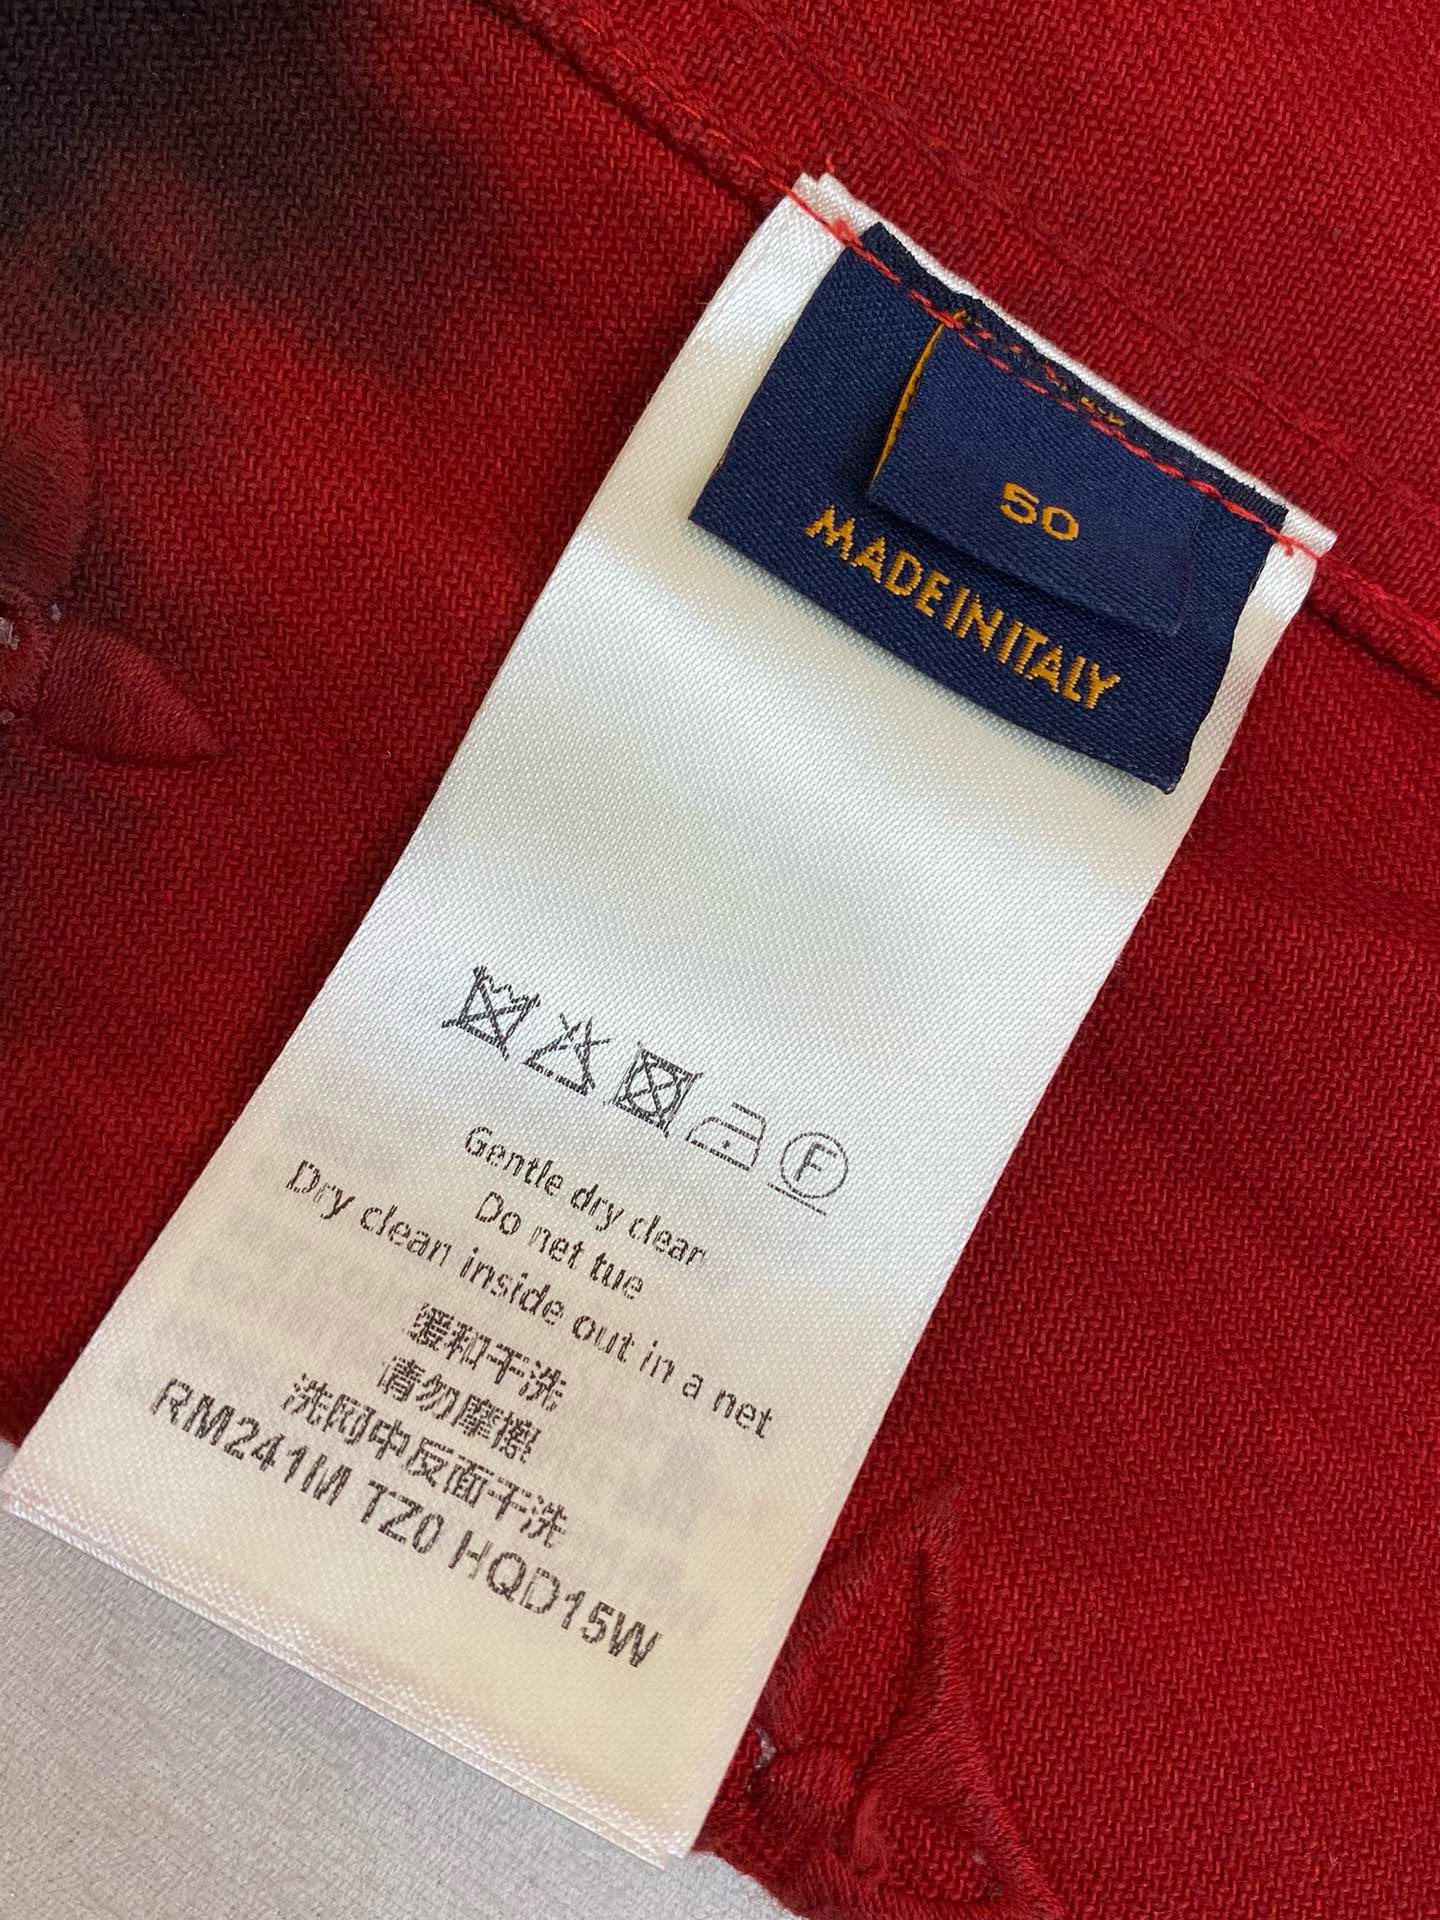 50
MADE IN ITALY
F
Gentle dry clean
Do net tue
Dry clean inside out in a net
缓和干洗
请勿摩擦
洗网中反面干洗
RM241M TZ0 HQD15W